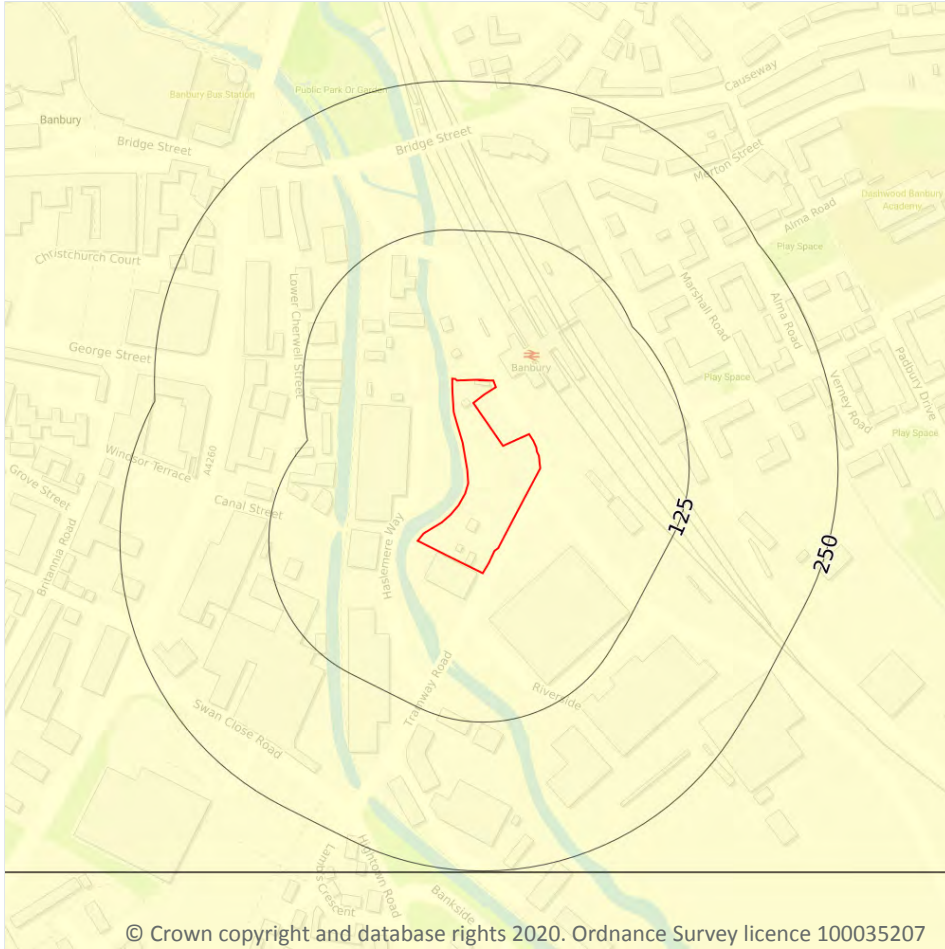 Public Park Or Garden
Banbury Bus Station
Causeway
Banbury
Bridge Street
Bridge Street
Merton Street
Dashwood Banbury
Academy
Alma Road
Play Space
Christchurch Court
Lower Cherwell Street
Marshall Road
Alma Road
George Street
Banbury
Padbury Drive
Play Space
Verney Road
Play Space
Windsor Terrace
A4260
Grove Street
Canal Street
125
Britannia Road
Haslemere Way
250
Tramway Road
Riverside
Swan Close Road
Hightown Road
Lambs
Crescent
Bankside
© Crown copyright and database rights 2020. Ordnance Survey licence 100035207